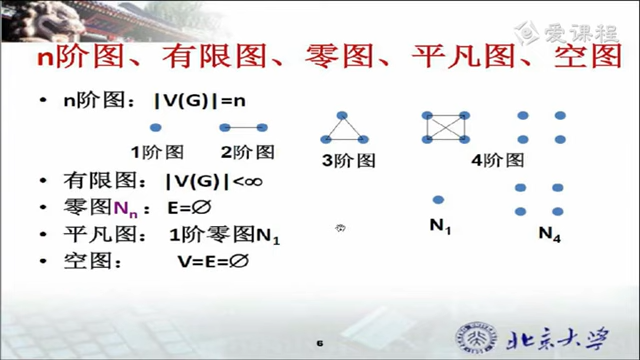 爱课程
n阶图、有限图、零图、平凡图、空图
• n阶图：|V(G)|=n
1阶图 2阶图 3阶图 4阶图
• 有限图：|V(G)|<∞
• 零图Nn：E=∅
• 平凡图： 1阶零图N1
N1 N4
• 空图： V=E=∅
6
北京大学